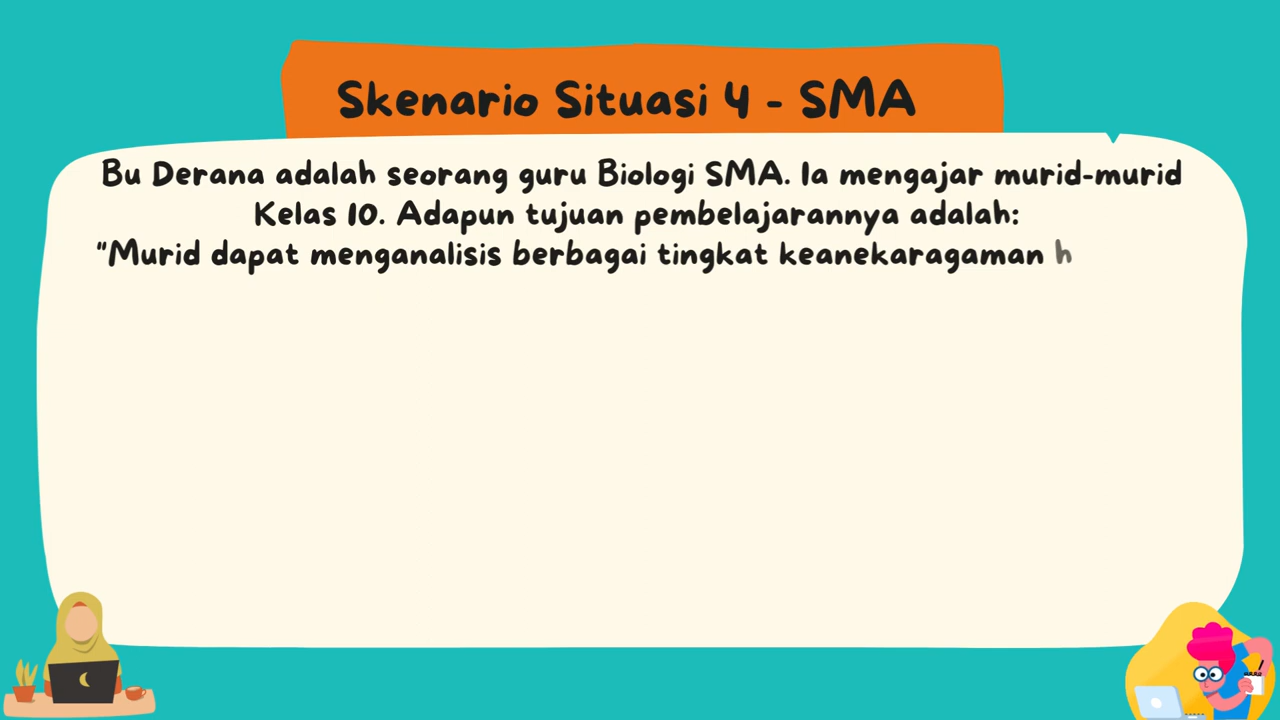 Skenario Situasi 4 - SMA
Bu Derana adalah seorang guru Biologi SMA. Ia mengajar murid-murid
Kelas 10. Adapun tujuan pembelajarannya adalah:
"Murid dapat menganalisis berbagai tingkat keanekaragaman h